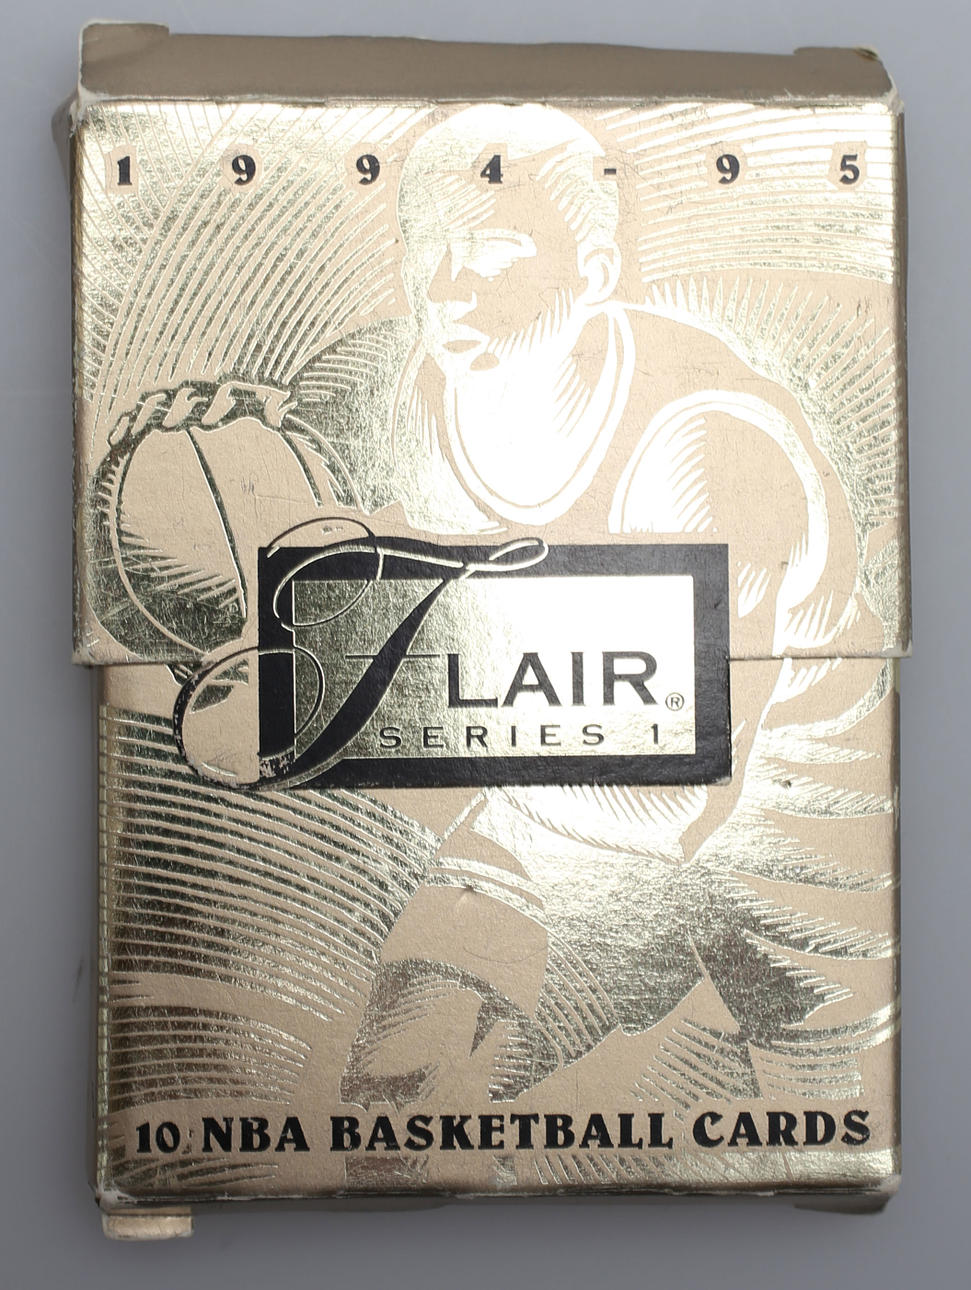 1994-95
FLAIR®
SERIES 1
10 NBA BASKETBALL CARDS